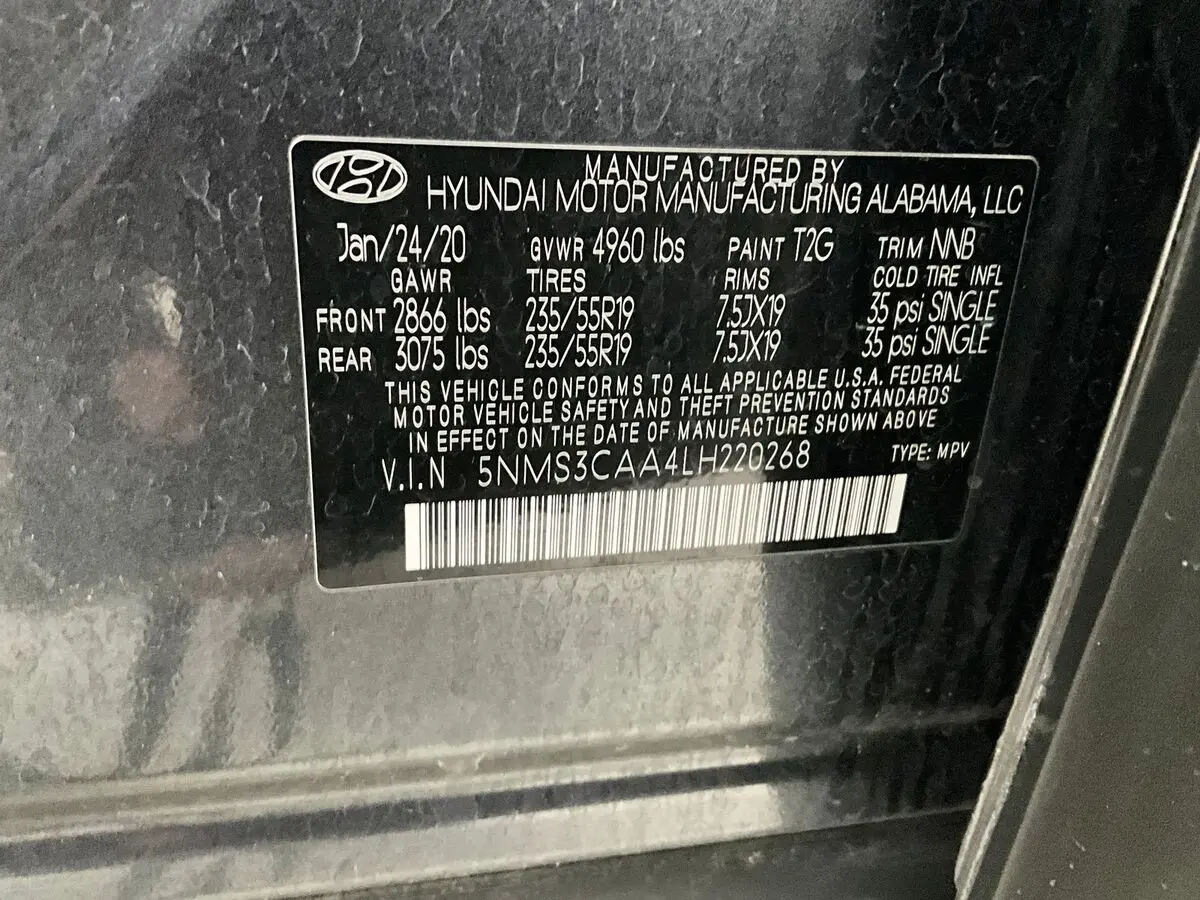 MANUFACTURED BY
HYUNDAI MOTOR MANUFACTURING ALABAMA, LLC
Jan/24/20 GVWR 4960 lbs PAINT T2G TRIM NNB
GAWR TIRES RIMS COLD TIRE INFL
FRONT 2866 lbs 235/55R19 7.5JX19 35 psi SINGLE
REAR 3075 lbs 235/55R19 7.5JX19 35 psi SINGLE
THIS VEHICLE CONFORMS TO ALL APPLICABLE U.S.A. FEDERAL
MOTOR VEHICLE SAFETY AND THEFT PREVENTION STANDARDS
IN EFFECT ON THE DATE OF MANUFACTURE SHOWN ABOVE
V.I.N 5NMS3CAA4LH220268 TYPE: MPV